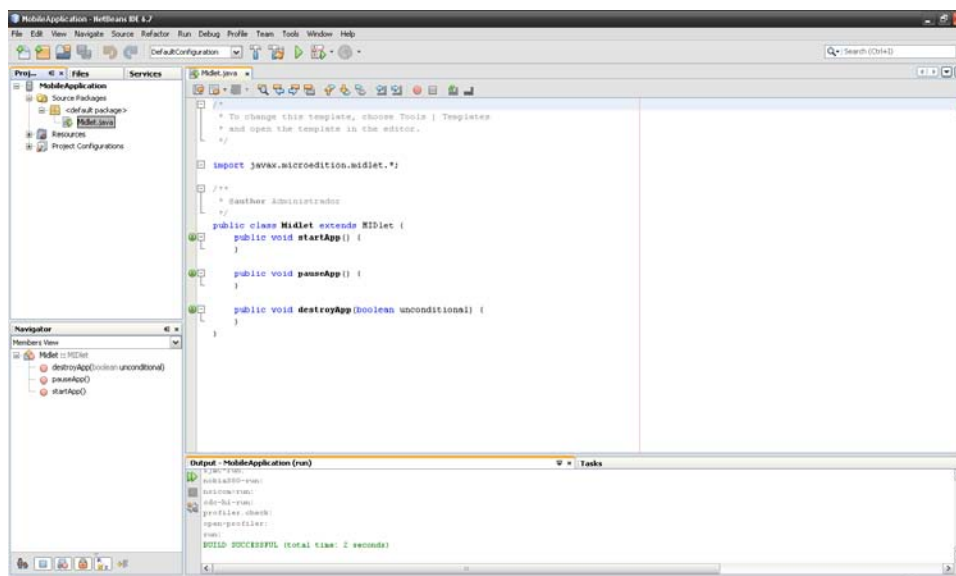 MobileApplication - NetBeans IDE 6.7
File Edit View Navigate Source Refactor Run Debug Profile Team Tools Window Help
DefaultConfiguration
Search (Ctrl+I)
Proj...
Files
Services
MobileApplication
Source Packages
<default package>
Midlet.java
Resources
Project Configurations
Midlet.java
/*
* To change this template, choose Tools | Templates
* and open the template in the editor.
*/
import javax.microedition.midlet.*;
/**
* @author Administrador
*/
public class Midlet extends MIDlet {
public void startApp() {
}
public void pauseApp() {
}
public void destroyApp(boolean unconditional) {
}
}
Navigator
Members View
Midlet :: MIDlet
destroyApp(boolean unconditional)
pauseApp()
startApp()
Output - MobileApplication (run)
Tasks
nokiaS80-run:
nsicom-run:
cdc-hi-run:
profiler.check:
open-profiler:
run:
BUILD SUCCESSFUL (total time: 2 seconds)